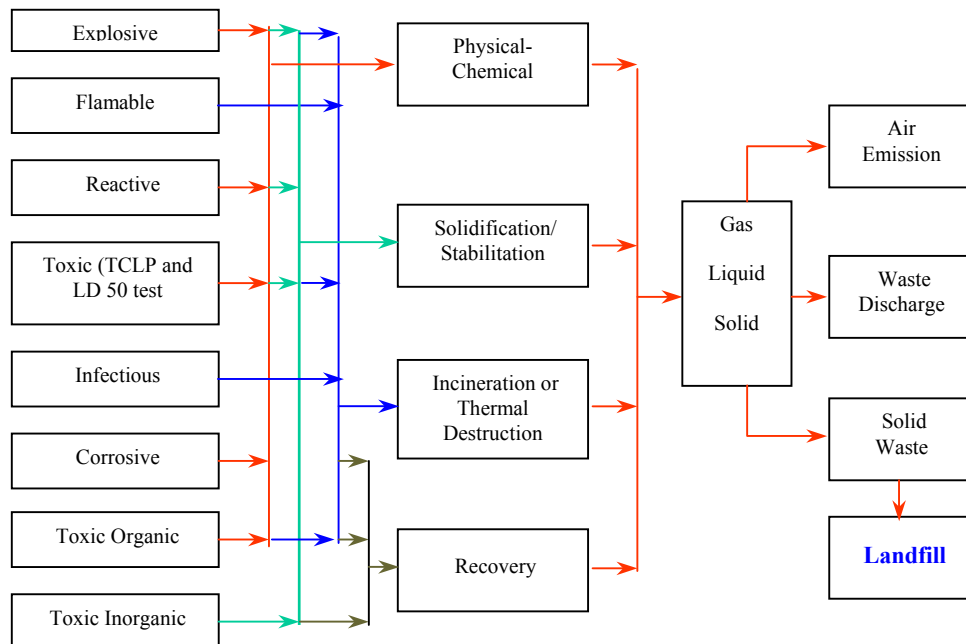 Explosive
Flamable
Reactive
Toxic (TCLP and
LD 50 test
Infectious
Corrosive
Toxic Organic
Toxic Inorganic
Physical-
Chemical
Solidification/
Stabilitation
Incineration or
Thermal
Destruction
Recovery
Gas
Liquid
Solid
Air
Emission
Waste
Discharge
Solid
Waste
Landfill